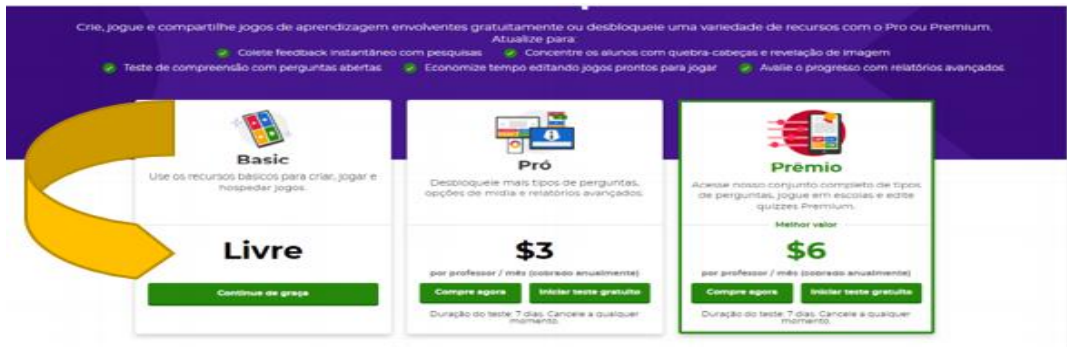 Crie, jogue e compartilhe jogos de aprendizagem envolventes gratuitamente ou desbloqueie uma variedade de recursos com o Pro ou Premium.
Atualize para:
Colete feedback instantâneo com pesquisas Concentre os alunos com quebra-cabeças e revelação de imagem
Teste de compreensão com perguntas abertas Economize tempo editando jogos prontos para jogar Avalie o progresso com relatórios avançados
Basic
Use os recursos básicos para criar, jogar e
hospedar jogos.
Livre
Continue de graça
Pró
Desbloqueie mais tipos de perguntas,
opções de mídia e relatórios avançados.
$3
por professor / mês (cobrado anualmente)
Compre agora Iniciar teste gratuito
Duração do teste: 7 dias. Cancele a qualquer
momento.
Prêmio
Acesse nosso conjunto completo de tipos
de perguntas, jogue em escolas e edite
quizzes Premium.
Melhor valor
$6
por professor / mês (cobrado anualmente)
Compre agora Iniciar teste gratuito
Duração do teste: 7 dias. Cancele a qualquer
momento.